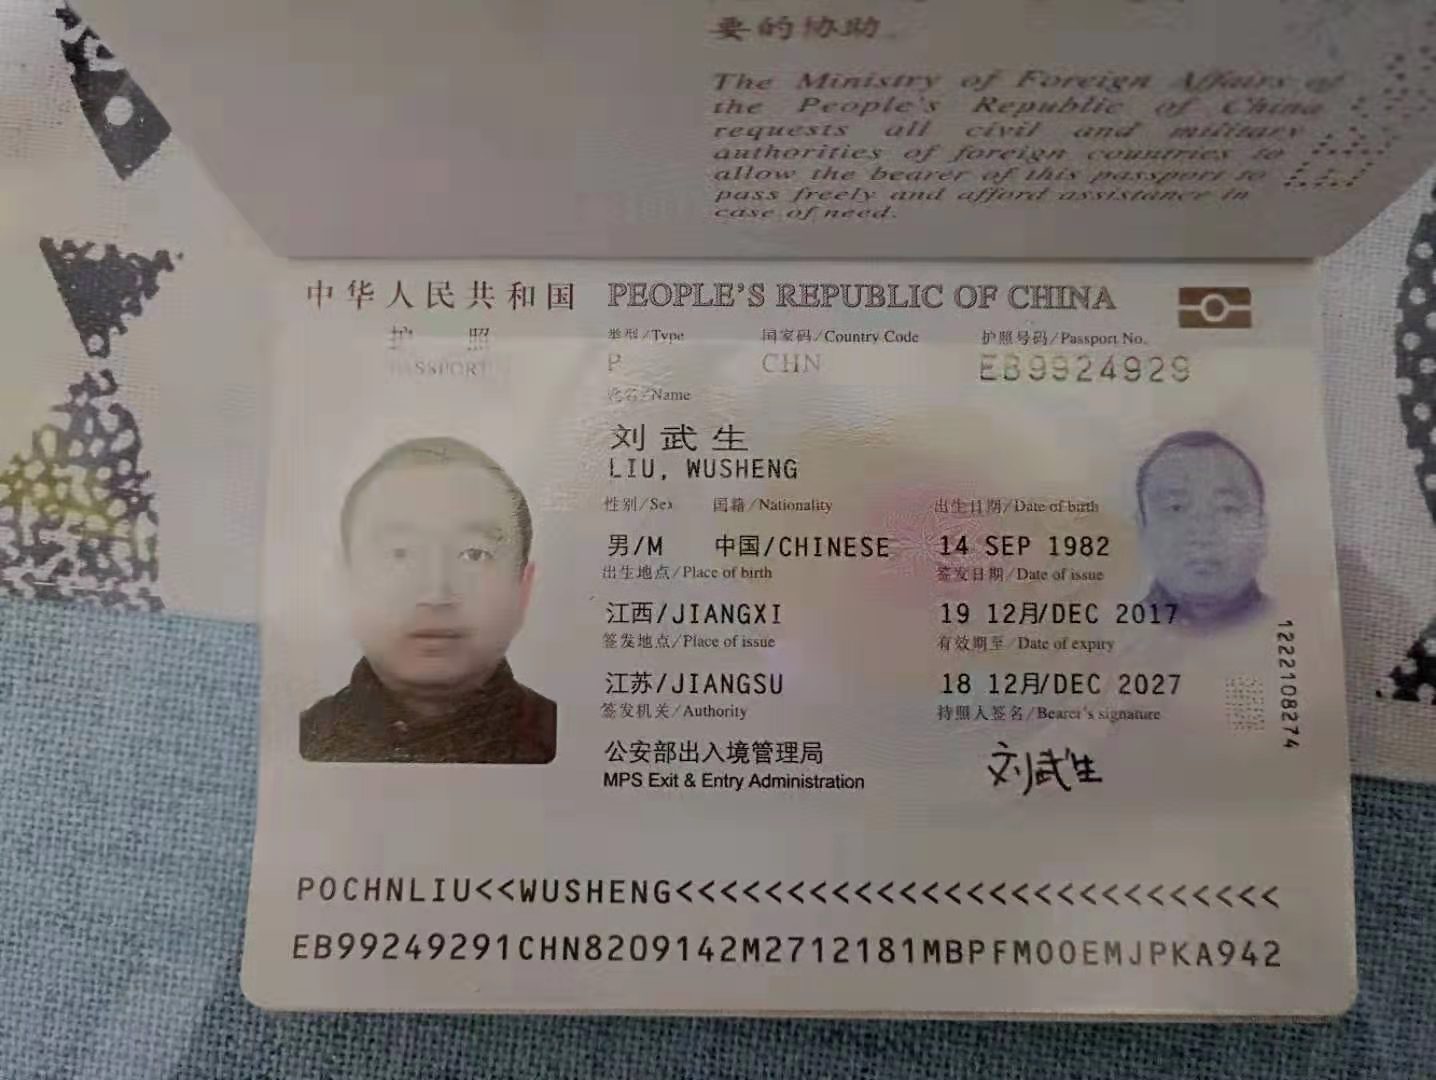 要的协助。
The Ministry of Foreign Affairs of
the People's Republic of China
requests all civil and military
authorities of foreign countries to
allow the bearer of this passport to
pass freely and afford assistance in
case of need.
中华人民共和国 PEOPLE'S REPUBLIC OF CHINA
护 照 类型/Type 国家码/Country Code 护照号码/Passport No.
PASSPORT P CHN EB9924929
姓名/Name
刘武生
LIU, WUSHENG
性别/Sex 国籍/Nationality 出生日期/Date of birth
男/M 中国/CHINESE 14 SEP 1982
出生地点/Place of birth 签发日期/Date of issue
江西/JIANGXI 19 12月/DEC 2017
签发地点/Place of issue 有效期至/Date of expiry
江苏/JIANGSU 18 12月/DEC 2027
签发机关/Authority 持照人签名/Bearer's signature
公安部出入境管理局 刘武生
MPS Exit & Entry Administration
1222108274
POCHNLIU<<WUSHENG<<<<<<<<<<<<<<<<<<<<<<<<<<<
EB99249291CHN8209142M2712181MBPFMOOEMJPKA942